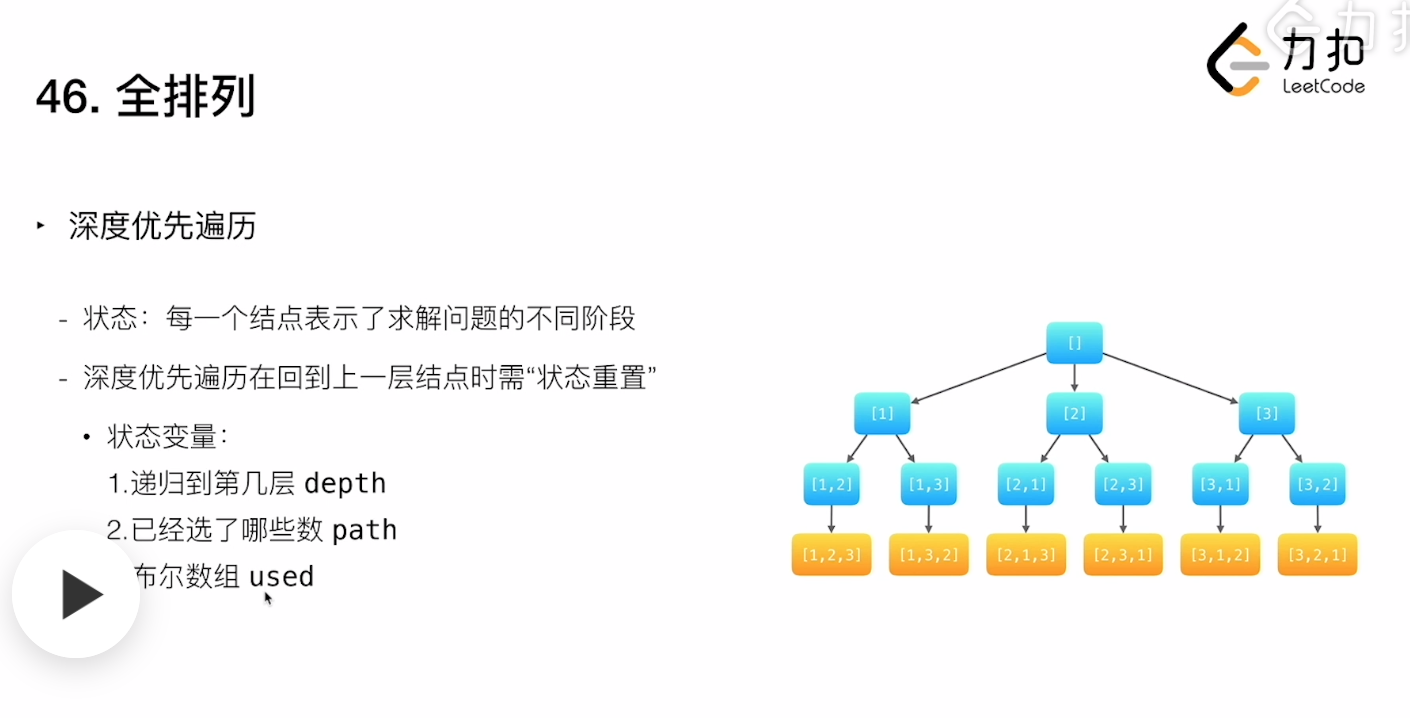 力扣
力扣
LeetCode
46. 全排列
‣ 深度优先遍历
- 状态：每一个结点表示了求解问题的不同阶段
- 深度优先遍历在回到上一层结点时需“状态重置”
• 状态变量：
1.递归到第几层 depth
2.已经选了哪些数 path
布尔数组 used
[]
[1] [2] [3]
[1,2] [1,3] [2,1] [2,3] [3,1] [3,2]
[1,2,3] [1,3,2] [2,1,3] [2,3,1] [3,1,2] [3,2,1]